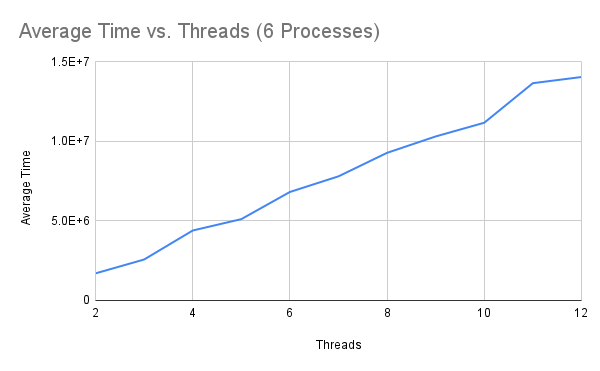 Average Time vs. Threads (6 Processes)
1.5E+7
1.0E+7
5.0E+6
0
Average Time
2 4 6 8 10 12
Threads